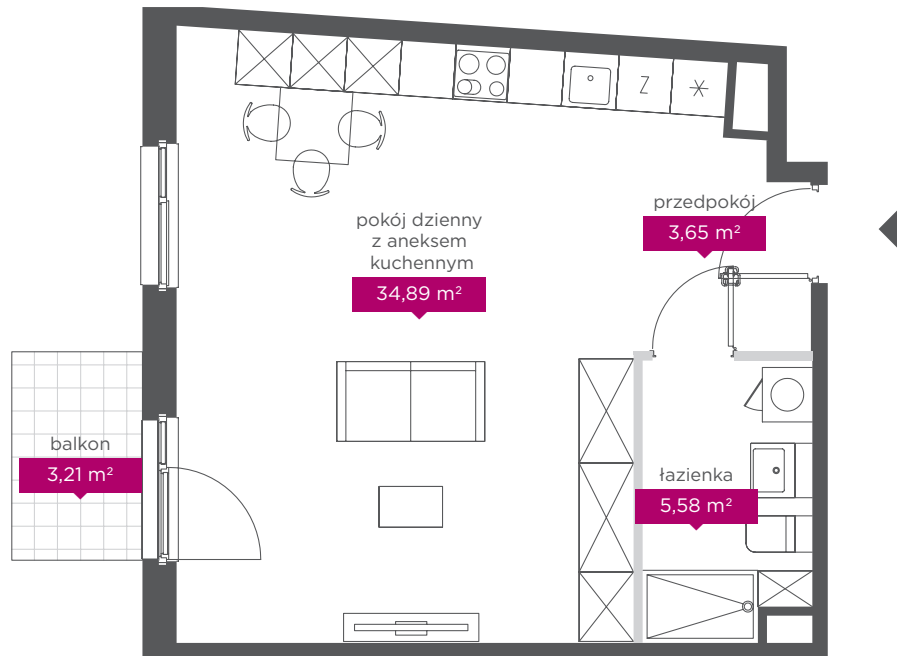 pokój dzienny
z aneksem
kuchennym
34,89 m²
przedpokój
3,65 m²
balkon
3,21 m²
łazienka
5,58 m²
Z